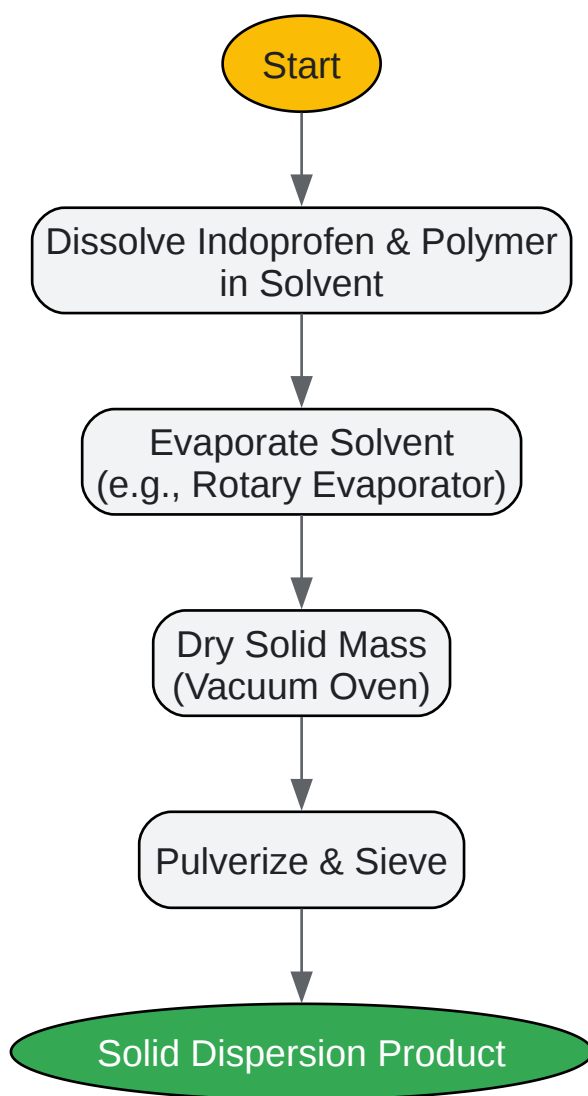 Start
Dissolve Indoprofen & Polymer
in Solvent
Evaporate Solvent
(e.g., Rotary Evaporator)
Dry Solid Mass
(Vacuum Oven)
Pulverize & Sieve
Solid Dispersion Product